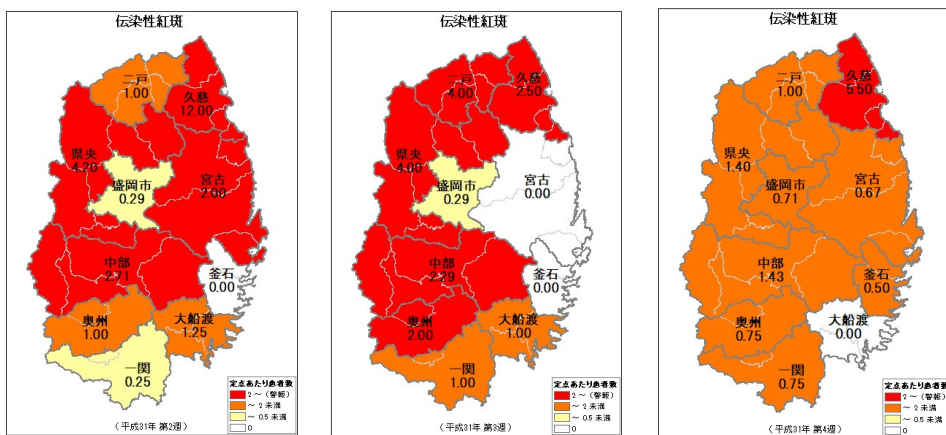 伝染性紅斑
二戸
1.00
久慈
12.00
県央
4.20
盛岡市
0.29
宮古
2.00
中部
2.71
釜石
0.00
奥州
1.00
大船渡
1.25
一関
0.25
定点あたり患者数
2～（警報）
～2未満
～0.5未満
0
（平成31年 第2週）
伝染性紅斑
二戸
4.00
久慈
2.50
県央
4.00
盛岡市
0.29
宮古
0.00
中部
2.29
釜石
0.00
奥州
2.00
大船渡
1.00
一関
1.00
定点あたり患者数
2～（警報）
～2未満
～0.5未満
0
（平成31年 第3週）
伝染性紅斑
二戸
1.00
久慈
5.50
県央
1.40
盛岡市
0.71
宮古
0.67
中部
1.43
釜石
0.50
奥州
0.75
大船渡
0.00
一関
0.75
定点あたり患者数
2～（警報）
～2未満
～0.5未満
0
（平成31年 第4週）